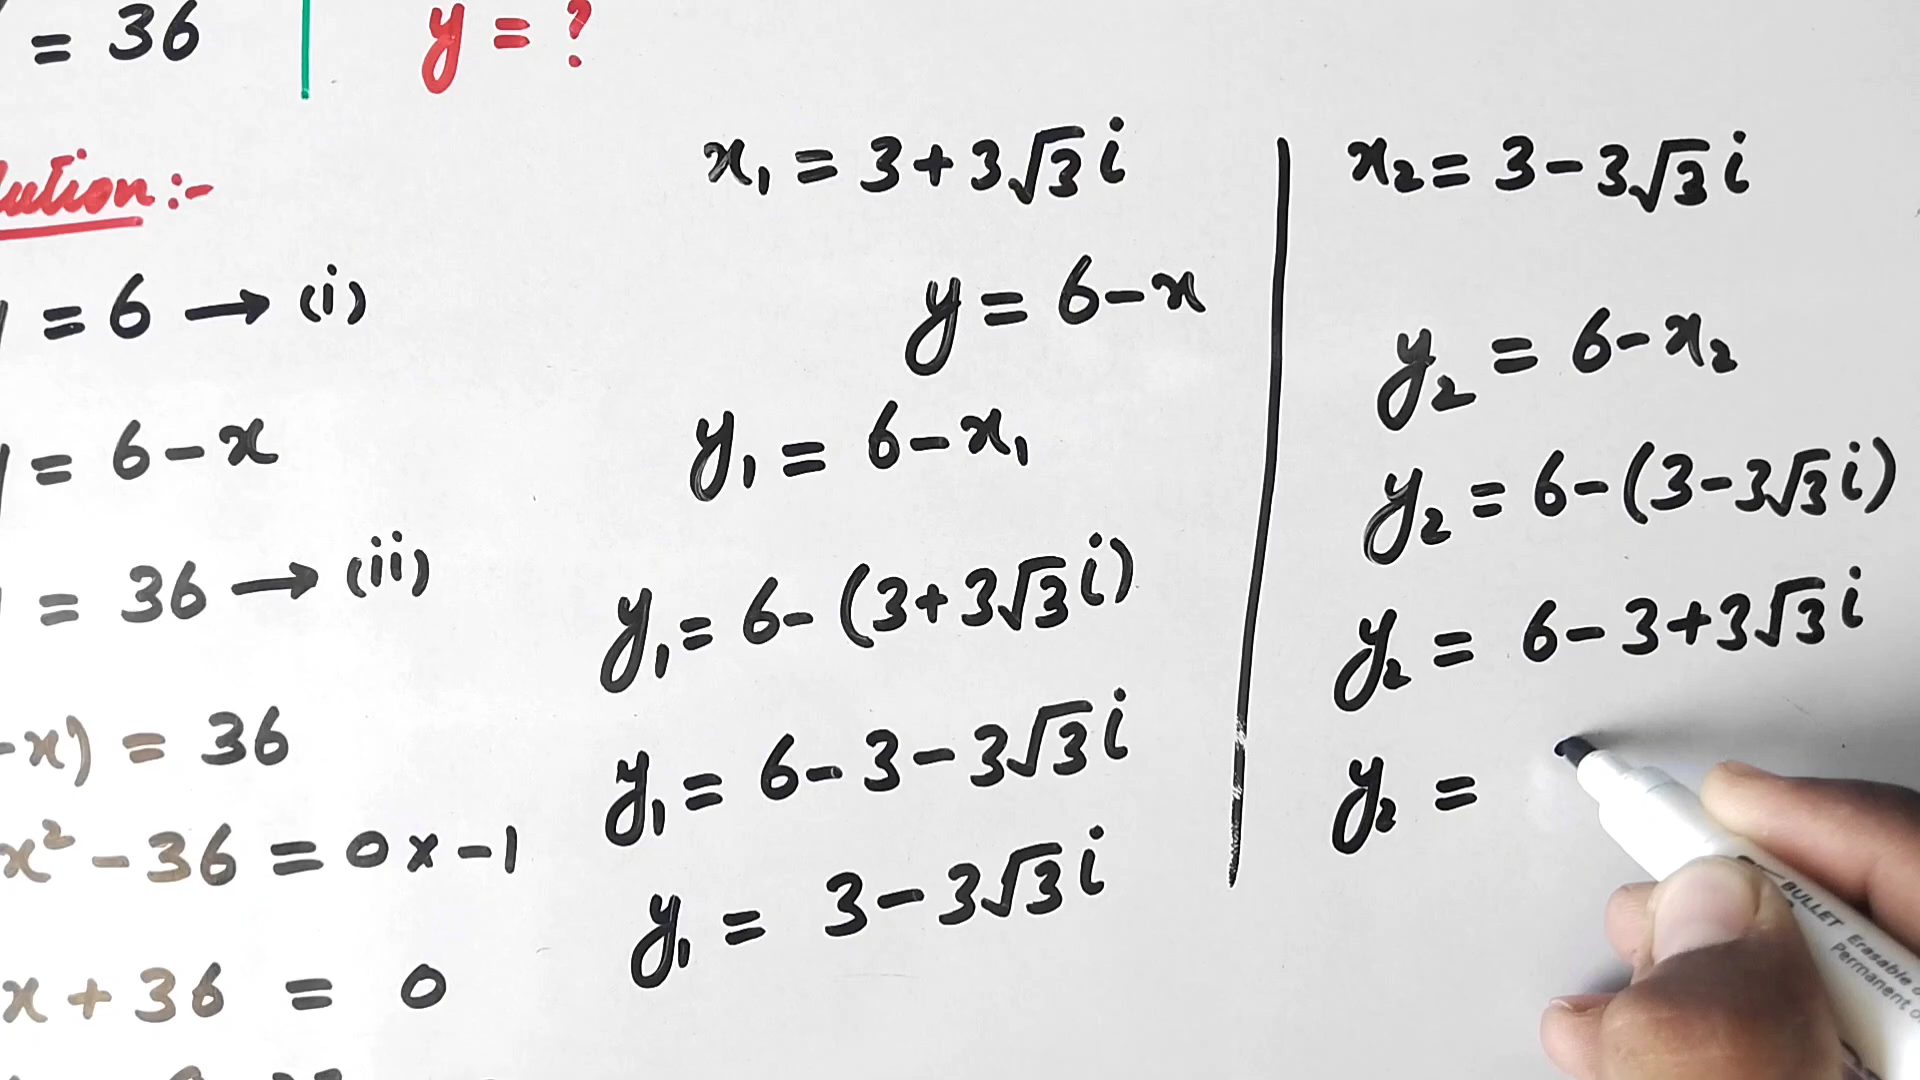 = 36
y = ?
lution :-
= 6 → (i)
= 6 - x
= 36 → (ii)
-x) = 36
x² - 36 = 0 x -1
x + 36 = 0
x₁ = 3 + 3√3 i
y = 6 - x
y₁ = 6 - x₁
y₁ = 6 - (3 + 3√3 i)
y₁ = 6 - 3 - 3√3 i
y₁ = 3 - 3√3 i
x₂ = 3 - 3√3 i
y₂ = 6 - x₂
y₂ = 6 - (3 - 3√3 i)
y₂ = 6 - 3 + 3√3 i
y₂ =
BULLET Erasable
Permanent